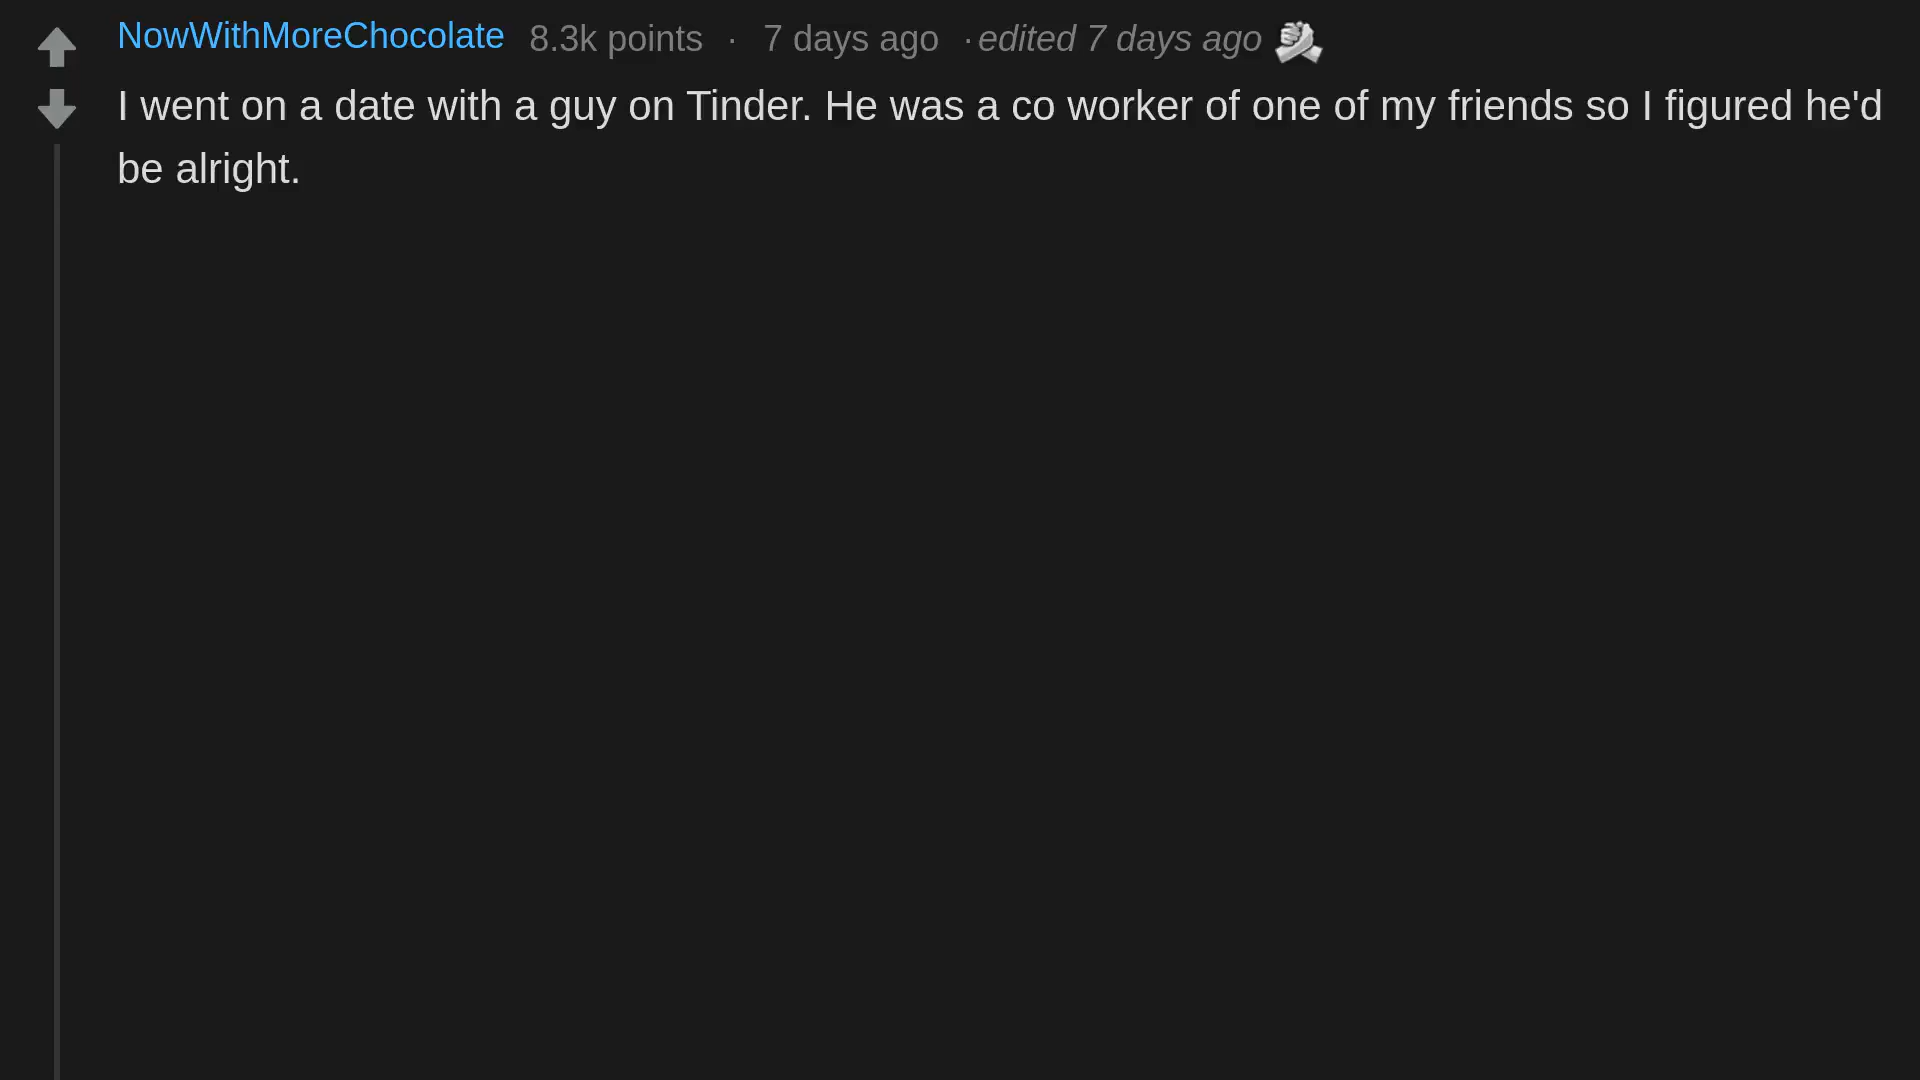 NowWithMoreChocolate 8.3k points · 7 days ago · edited 7 days ago
I went on a date with a guy on Tinder. He was a co worker of one of my friends so I figured he'd
be alright.